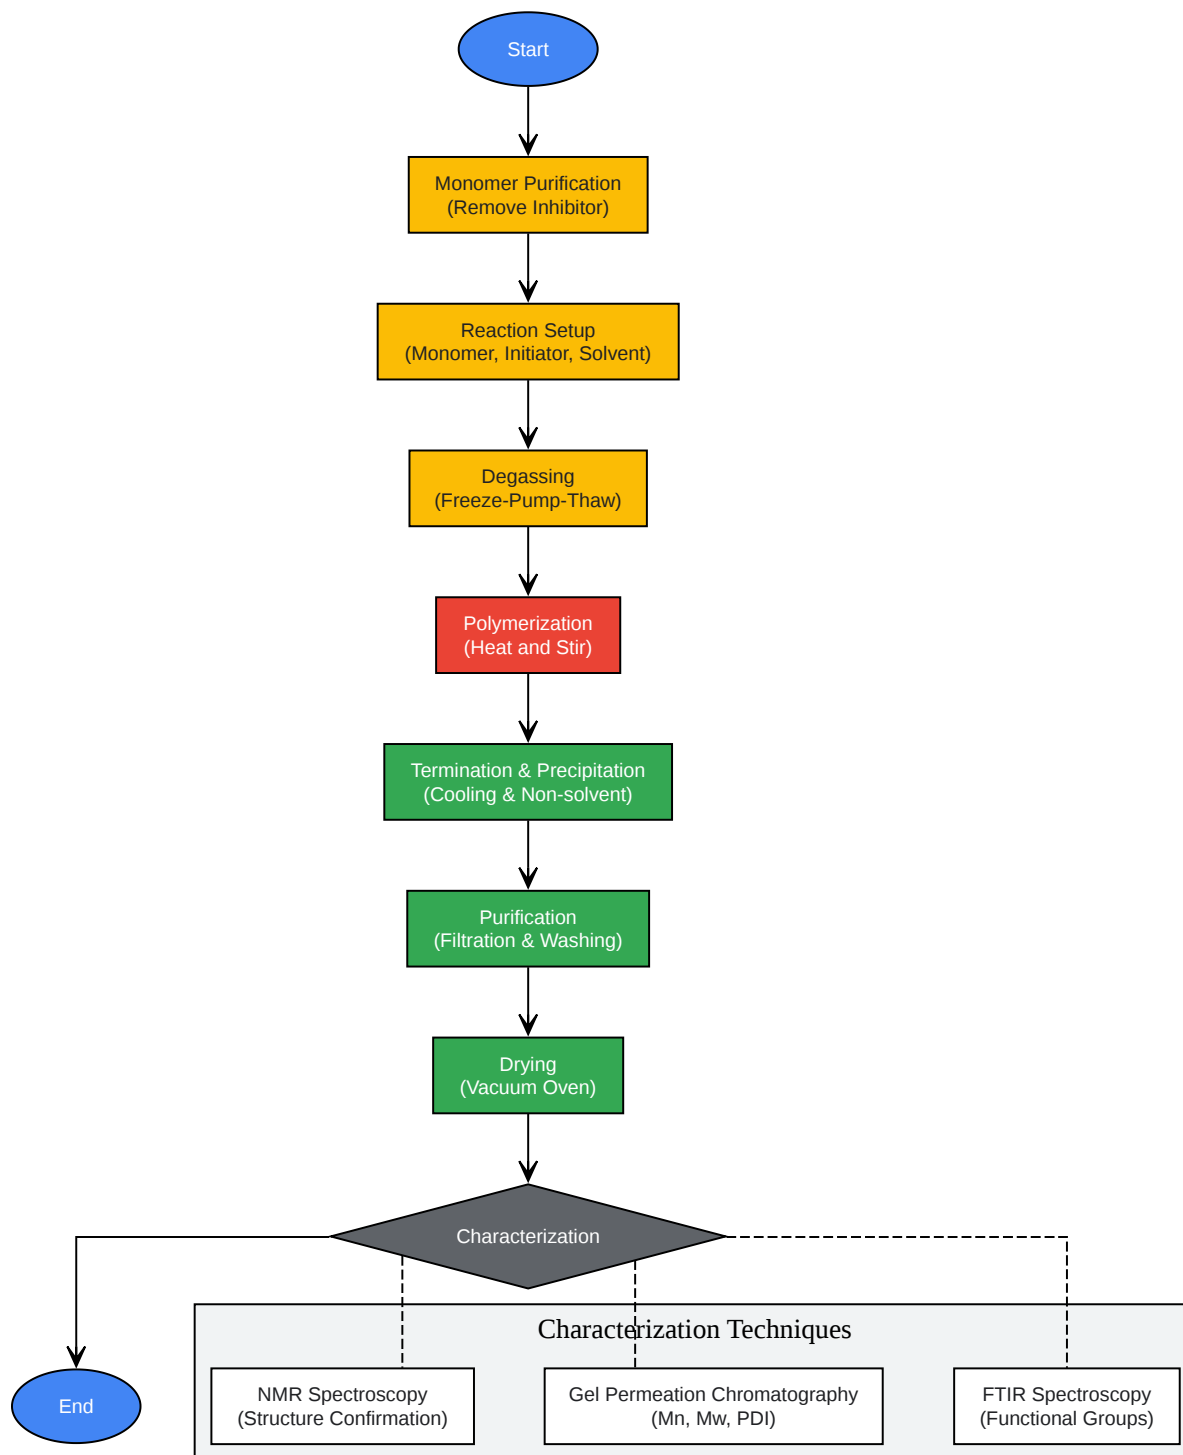 Start
Monomer Purification
(Remove Inhibitor)
Reaction Setup
(Monomer, Initiator, Solvent)
Degassing
(Freeze-Pump-Thaw)
Polymerization
(Heat and Stir)
Termination & Precipitation
(Cooling & Non-solvent)
Purification
(Filtration & Washing)
Drying
(Vacuum Oven)
Characterization
Characterization Techniques
End
NMR Spectroscopy
(Structure Confirmation)
Gel Permeation Chromatography
(Mn, Mw, PDI)
FTIR Spectroscopy
(Functional Groups)